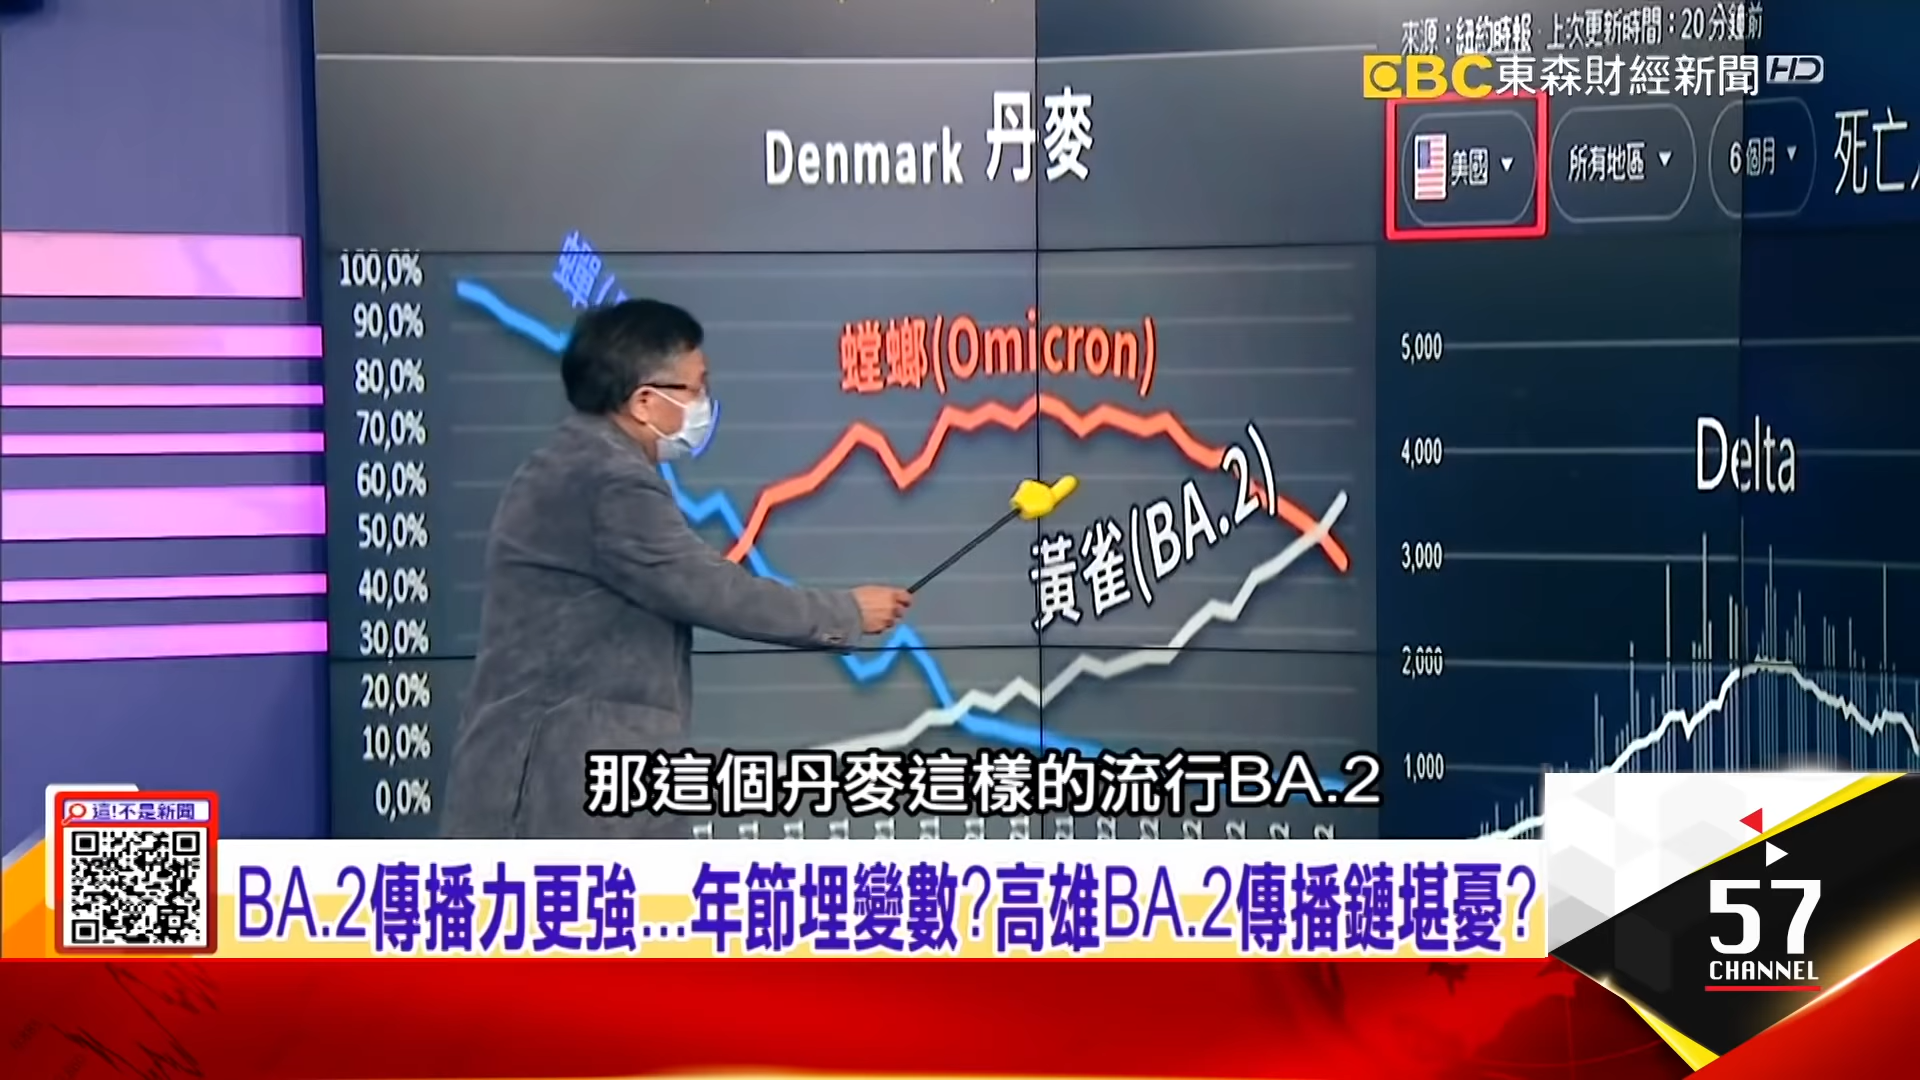 來源：紐約時報 · 上次更新時間：20 分鐘前
EBC 東森財經新聞 HD
Denmark 丹麥
美國 ▼
所有地區 ▼
6 個月 ▼
死亡
100,0%
90,0%
80,0%
70,0%
60,0%
50,0%
40,0%
30,0%
20,0%
10,0%
0,0%
蟬
螳螂(Omicron)
黃雀(BA.2)
5,000
4,000
3,000
2,000
1,000
Delta
那這個丹麥這樣的流行BA.2
這!不是新聞
BA.2傳播力更強...年節埋變數?高雄BA.2傳播鏈堪憂?
57
CHANNEL